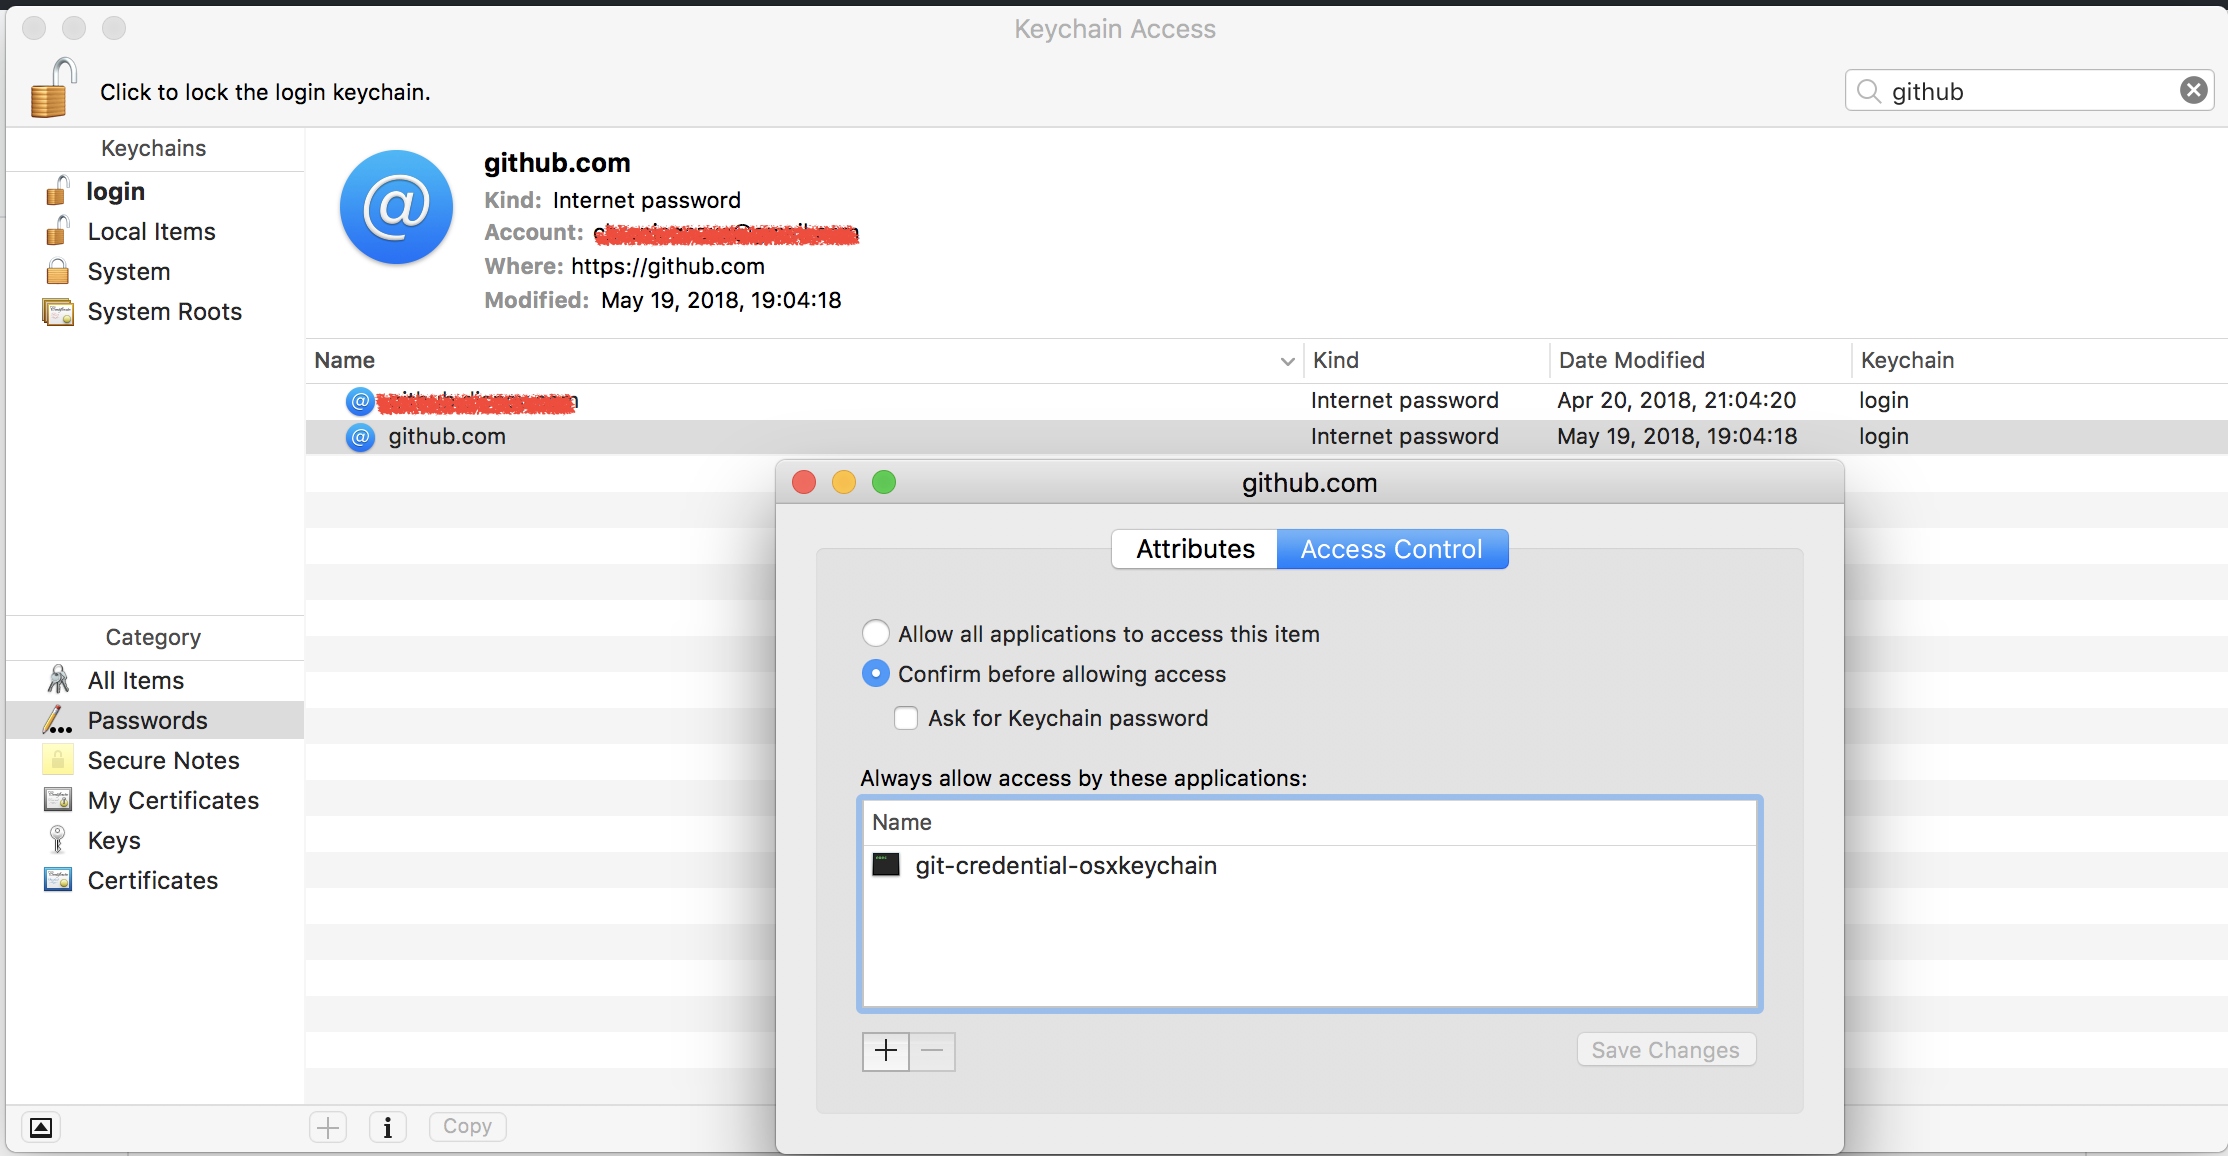 Keychain Access
Click to lock the login keychain.
github
Keychains
login
Local Items
System
System Roots
github.com
Kind: Internet password
Account:
Where: https://github.com
Modified: May 19, 2018, 19:04:18
Name Kind Date Modified Keychain
Internet password Apr 20, 2018, 21:04:20 login
github.com Internet password May 19, 2018, 19:04:18 login
github.com
Attributes Access Control
Allow all applications to access this item
Confirm before allowing access
Ask for Keychain password
Always allow access by these applications:
Name
git-credential-osxkeychain
Save Changes
Category
All Items
Passwords
Secure Notes
My Certificates
Keys
Certificates
Copy